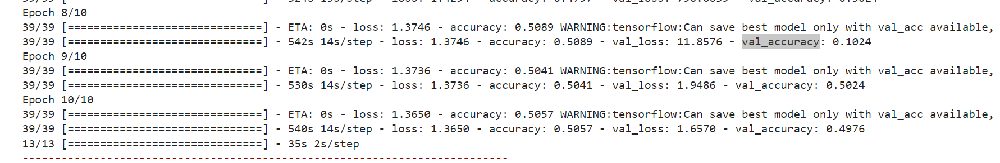 Epoch 8/10
39/39 [==============================] - ETA: 0s - loss: 1.3746 - accuracy: 0.5089 WARNING:tensorflow:Can save best model only with val_acc available,
39/39 [==============================] - 542s 14s/step - loss: 1.3746 - accuracy: 0.5089 - val_loss: 11.8576 - val_accuracy: 0.1024
Epoch 9/10
39/39 [==============================] - ETA: 0s - loss: 1.3736 - accuracy: 0.5041 WARNING:tensorflow:Can save best model only with val_acc available,
39/39 [==============================] - 530s 14s/step - loss: 1.3736 - accuracy: 0.5041 - val_loss: 1.9486 - val_accuracy: 0.5024
Epoch 10/10
39/39 [==============================] - ETA: 0s - loss: 1.3650 - accuracy: 0.5057 WARNING:tensorflow:Can save best model only with val_acc available,
39/39 [==============================] - 540s 14s/step - loss: 1.3650 - accuracy: 0.5057 - val_loss: 1.6570 - val_accuracy: 0.4976
13/13 [==============================] - 35s 2s/step
---------------------------------------------------------------------------